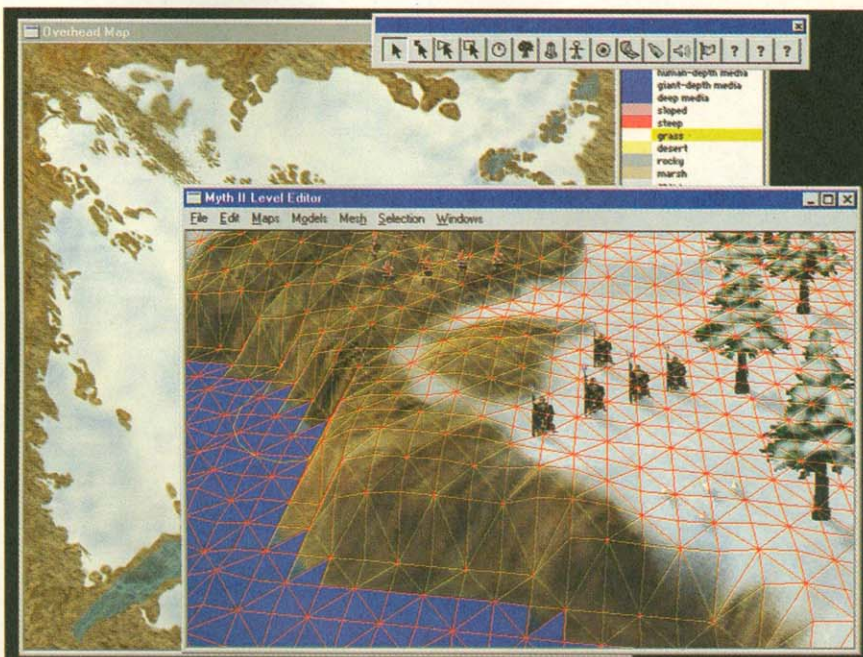 Overhead Map
? ? ?
human-depth media
giant-depth media
deep media
sloped
steep
grass
desert
rocky
marsh
Myth II Level Editor
File Edit Maps Models Mesh Selection Windows